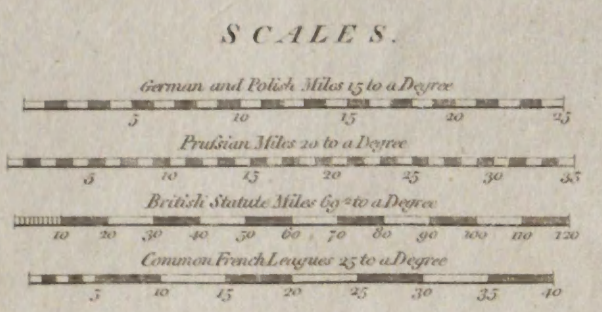 SCALES.
German and Polish Miles 15 to a Degree
5 10 15 20 25
Pruſsian Miles 20 to a Degree
5 10 15 20 25 30 35
British Statute Miles 69 to a Degree
10 20 30 40 50 60 70 80 90 100 110 120
Common French Leagues 25 to a Degree
5 10 15 20 25 30 35 40